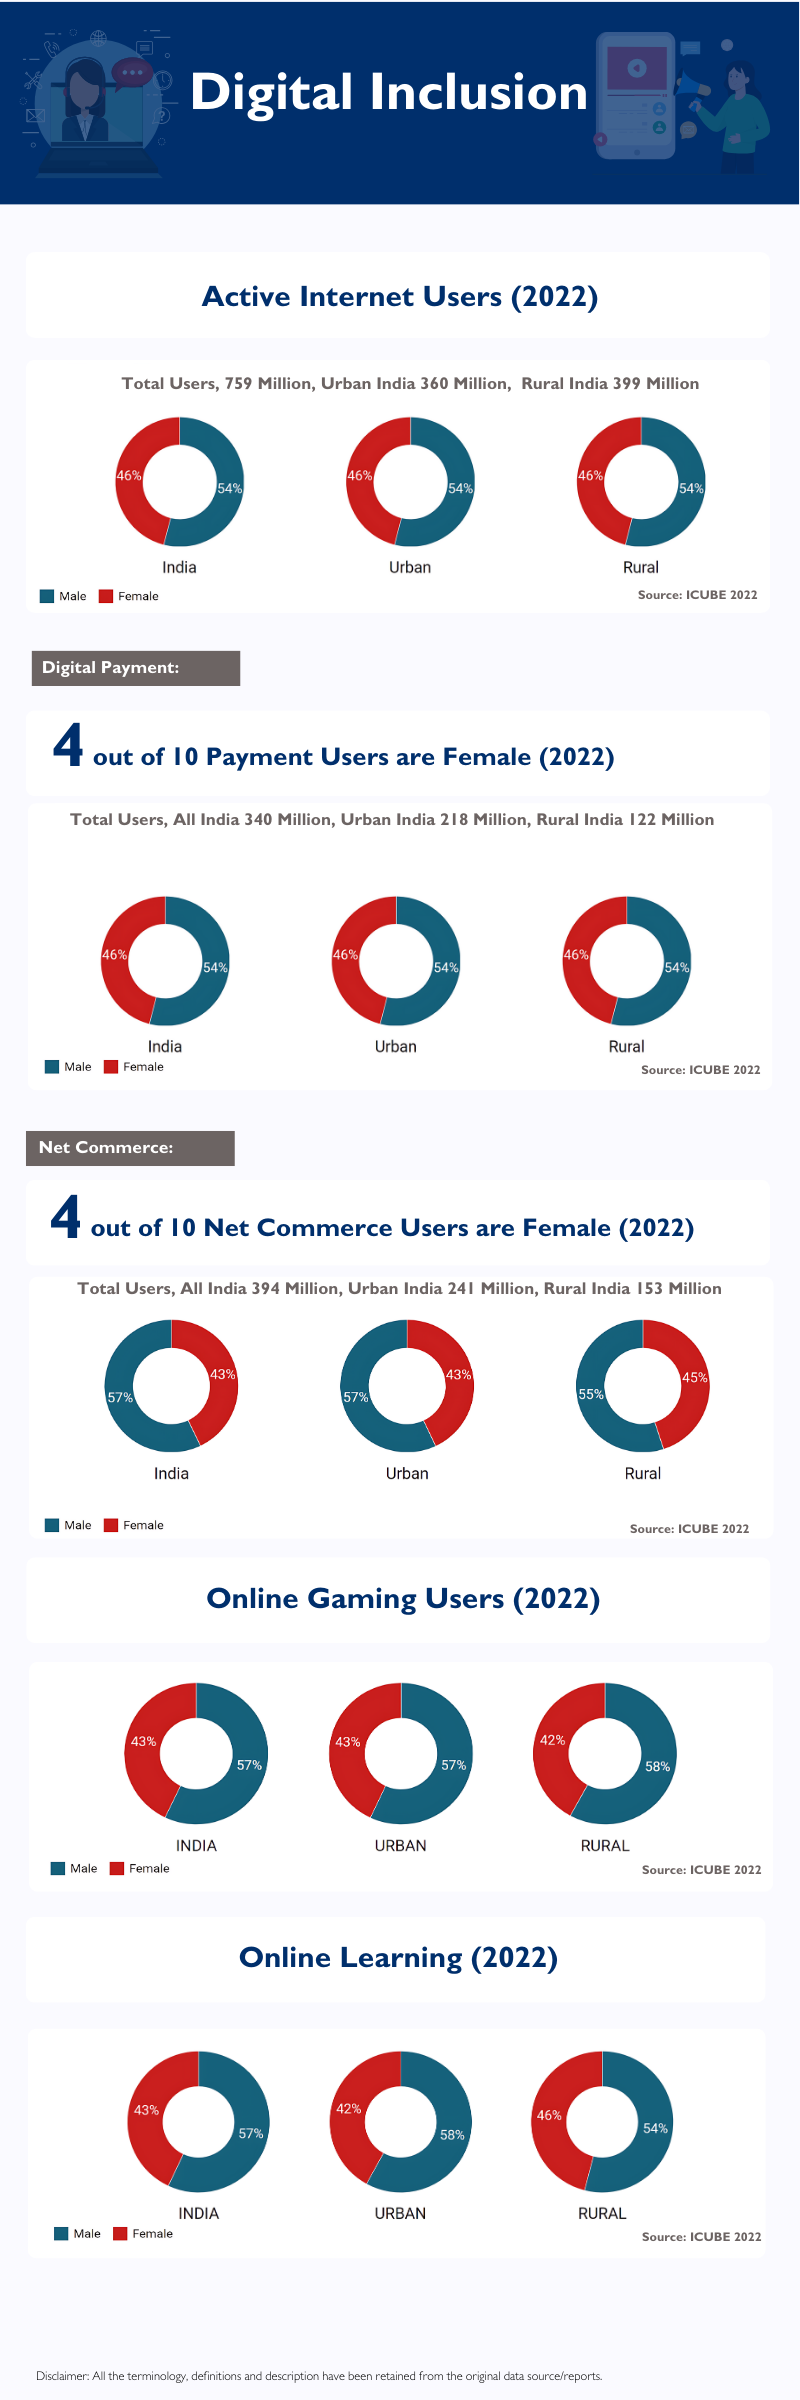 Digital Inclusion
Active Internet Users (2022)
Total Users, 759 Million, Urban India 360 Million, Rural India 399 Million
46% 54% 46% 54% 46% 54%
India Urban Rural
Male Female Source: ICUBE 2022
Digital Payment:
4 out of 10 Payment Users are Female (2022)
Total Users, All India 340 Million, Urban India 218 Million, Rural India 122 Million
46% 54% 46% 54% 46% 54%
India Urban Rural
Male Female Source: ICUBE 2022
Net Commerce:
4 out of 10 Net Commerce Users are Female (2022)
Total Users, All India 394 Million, Urban India 241 Million, Rural India 153 Million
57% 43% 57% 43% 55% 45%
India Urban Rural
Male Female Source: ICUBE 2022
Online Gaming Users (2022)
43% 57% 43% 57% 42% 58%
INDIA URBAN RURAL
Male Female Source: ICUBE 2022
Online Learning (2022)
43% 57% 42% 58% 46% 54%
INDIA URBAN RURAL
Male Female Source: ICUBE 2022
Disclaimer: All the terminology, definitions and description have been retained from the original data source/reports.